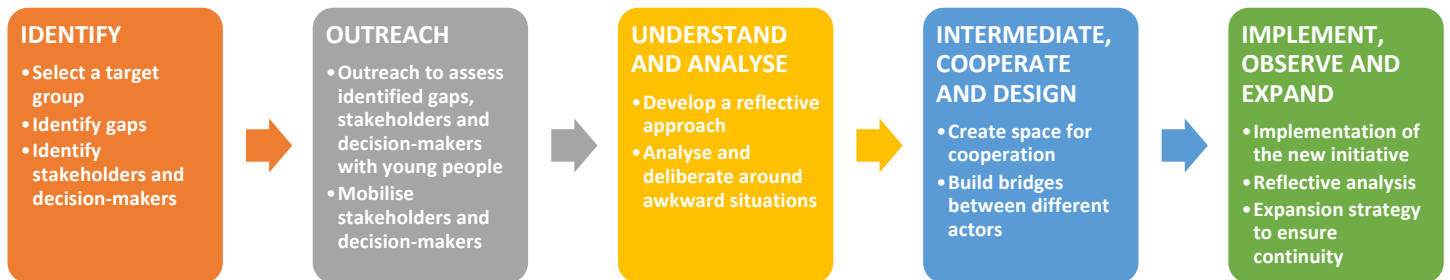 IDENTIFY
•Select a target
group
•Identify gaps
•Identify
stakeholders and
decision-makers
OUTREACH
•Outreach to assess
identified gaps,
stakeholders and
decision-makers
with young people
•Mobilise
stakeholders and
decision-makers
UNDERSTAND
AND ANALYSE
•Develop a reflective
approach
•Analyse and
deliberate around
awkward situations
INTERMEDIATE,
COOPERATE
AND DESIGN
•Create space for
cooperation
•Build bridges
between different
actors
IMPLEMENT,
OBSERVE AND
EXPAND
•Implementation of
the new initiative
•Reflective analysis
•Expansion strategy
to ensure
continuity